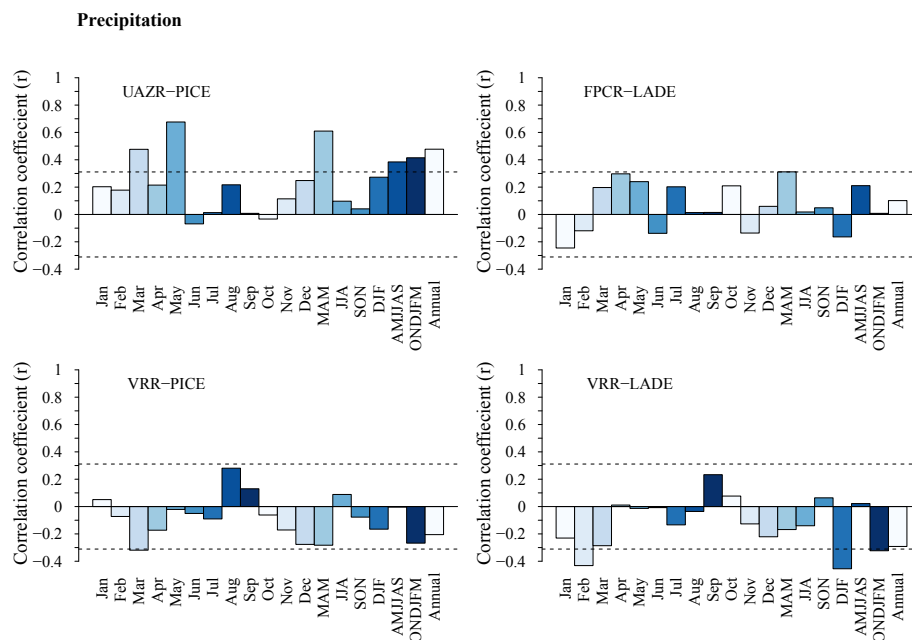 Precipitation
UAZR−PICE
Correlation coeffiecient (r)
1
0.8
0.6
0.4
0.2
0
−0.2
−0.4
Jan
Feb
Mar
Apr
May
Jun
Jul
Aug
Sep
Oct
Nov
Dec
MAM
JJA
SON
DJF
AMJJAS
ONDJFM
Annual
FPCR−LADE
Correlation coeffiecient (r)
1
0.8
0.6
0.4
0.2
0
−0.2
−0.4
Jan
Feb
Mar
Apr
May
Jun
Jul
Aug
Sep
Oct
Nov
Dec
MAM
JJA
SON
DJF
AMJJAS
ONDJFM
Annual
VRR−PICE
Correlation coeffiecient (r)
1
0.8
0.6
0.4
0.2
0
−0.2
−0.4
Jan
Feb
Mar
Apr
May
Jun
Jul
Aug
Sep
Oct
Nov
Dec
MAM
JJA
SON
DJF
AMJJAS
ONDJFM
Annual
VRR−LADE
Correlation coeffiecient (r)
1
0.8
0.6
0.4
0.2
0
−0.2
−0.4
Jan
Feb
Mar
Apr
May
Jun
Jul
Aug
Sep
Oct
Nov
Dec
MAM
JJA
SON
DJF
AMJJAS
ONDJFM
Annual